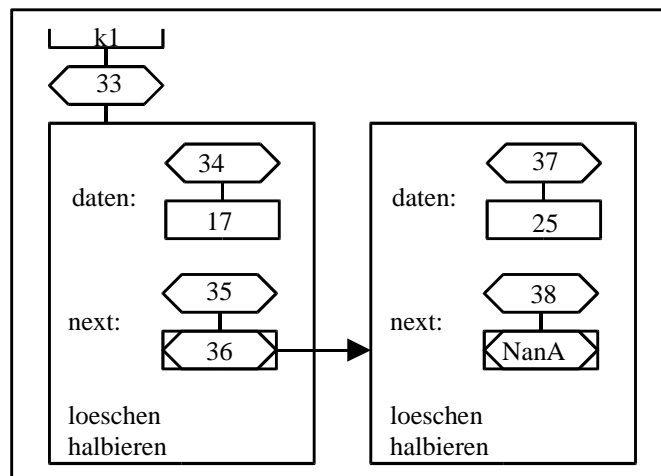 k1
33
34
daten:
17
35
next:
36
loeschen
halbieren
37
daten:
25
38
next:
NanA
loeschen
halbieren